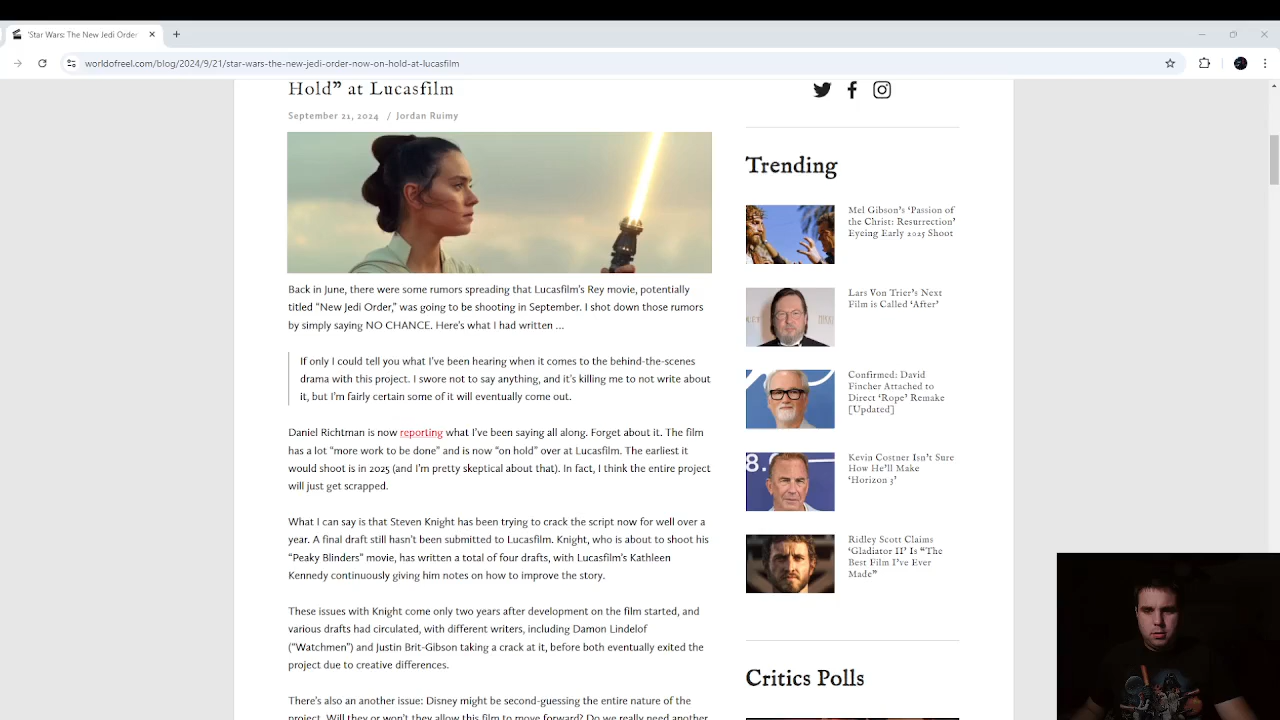 'Star Wars: The New Jedi Order
worldofreel.com/blog/2024/9/21/star-wars-the-new-jedi-order-now-on-hold-at-lucasfilm
Hold” at Lucasfilm
September 21, 2024 / Jordan Ruimy
Back in June, there were some rumors spreading that Lucasfilm’s Rey movie, potentially
titled “New Jedi Order,” was going to be shooting in September. I shot down those rumors
by simply saying NO CHANCE. Here’s what I had written ...
If only I could tell you what I’ve been hearing when it comes to the behind-the-scenes
drama with this project. I swore not to say anything, and it’s killing me to not write about
it, but I’m fairly certain some of it will eventually come out.
Daniel Richtman is now reporting what I’ve been saying all along. Forget about it. The film
has a lot “more work to be done” and is now “on hold” over at Lucasfilm. The earliest it
would shoot is in 2025 (and I’m pretty skeptical about that). In fact, I think the entire project
will just get scrapped.
What I can say is that Steven Knight has been trying to crack the script now for well over a
year. A final draft still hasn’t been submitted to Lucasfilm. Knight, who is about to shoot his
“Peaky Blinders” movie, has written a total of four drafts, with Lucasfilm’s Kathleen
Kennedy continuously giving him notes on how to improve the story.
These issues with Knight come only two years after development on the film started, and
various drafts had circulated, with different writers, including Damon Lindelof
(“Watchmen”) and Justin Brit-Gibson taking a crack at it, before both eventually exited the
project due to creative differences.
There’s also an another issue: Disney might be second-guessing the entire nature of the
project. Will they or won’t they allow this film to move forward? Do we really need another
Trending
Mel Gibson’s ‘Passion of
the Christ: Resurrection’
Eyeing Early 2025 Shoot
Lars Von Trier’s Next
Film is Called ‘After’
Confirmed: David
Fincher Attached to
Direct ‘Rope’ Remake
[Updated]
Kevin Costner Isn’t Sure
How He’ll Make
‘Horizon 3’
Ridley Scott Claims
‘Gladiator II’ Is “The
Best Film I’ve Ever
Made”
Critics Polls